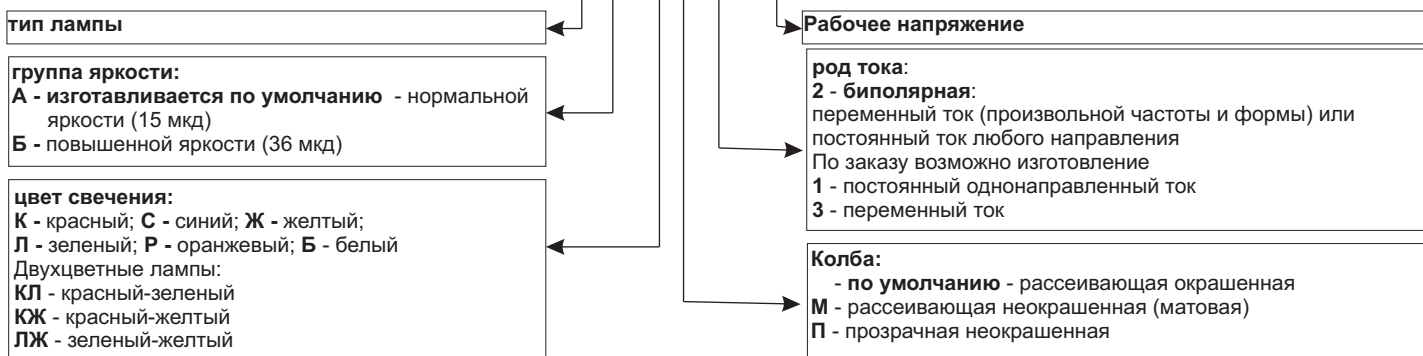 тип лампы
группа яркости:
А - изготавливается по умолчанию - нормальной
яркости (15 мкд)
Б - повышенной яркости (36 мкд)
цвет свечения:
К - красный; С - синий; Ж - желтый;
Л - зеленый; Р - оранжевый; Б - белый
Двухцветные лампы:
КЛ - красный-зеленый
КЖ - красный-желтый
ЛЖ - зеленый-желтый
Рабочее напряжение
род тока:
2 - биполярная:
переменный ток (произвольной частоты и формы) или
постоянный ток любого направления
По заказу возможно изготовление
1 - постоянный однонаправленный ток
3 - переменный ток
Колба:
- по умолчанию - рассеивающая окрашенная
М - рассеивающая неокрашенная (матовая)
П - прозрачная неокрашенная